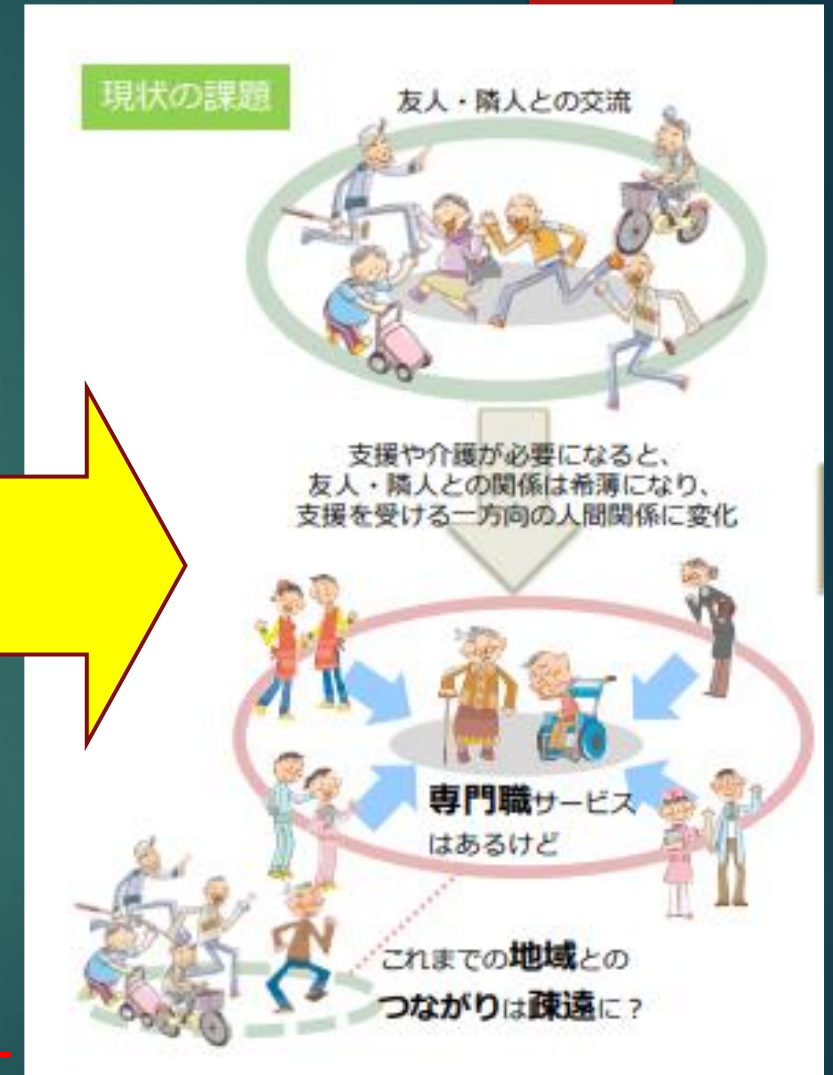 現状の課題
友人・隣人との交流
支援や介護が必要になると、
友人・隣人との関係は希薄になり、
支援を受ける一方向の人間関係に変化
専門職サービス
はあるけど
これまでの地域との
つながりは疎遠に？